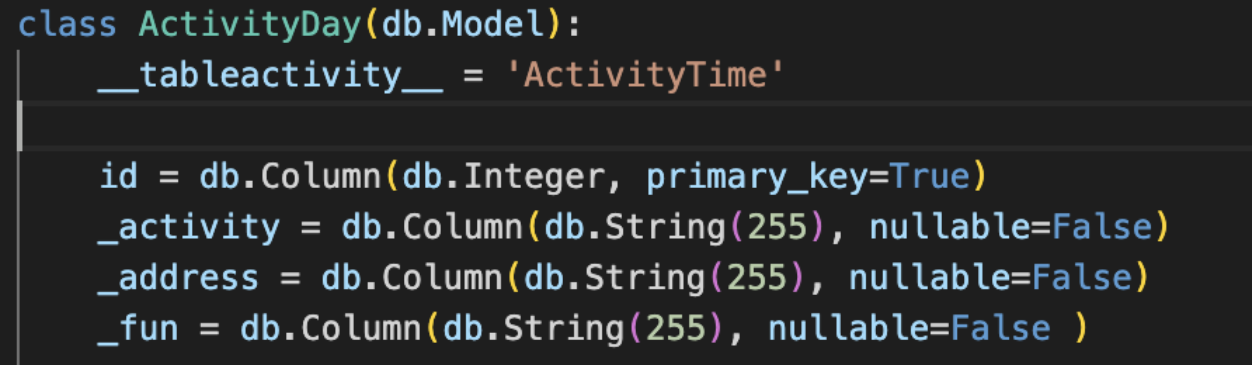 class ActivityDay(db.Model):
__tableactivity__ = 'ActivityTime'
id = db.Column(db.Integer, primary_key=True)
_activity = db.Column(db.String(255), nullable=False)
_address = db.Column(db.String(255), nullable=False)
_fun = db.Column(db.String(255), nullable=False )